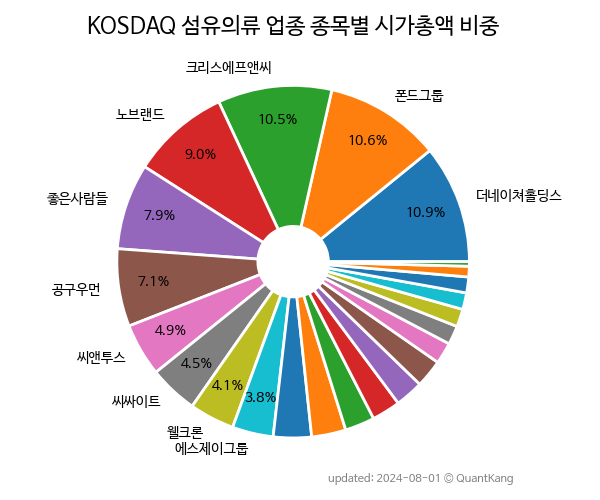 KOSDAQ 섬유의류 업종 종목별 시가총액 비중
크리스에프앤씨
폰드그룹
노브랜드
10.5%
10.6%
9.0%
좋은사람들
7.9%
10.9%
더네이쳐홀딩스
공구우먼
7.1%
씨앤투스
4.9%
4.5%
씨싸이트
4.1%
3.8%
웰크론
에스제이그룹
updated: 2024-08-01 © QuantKang